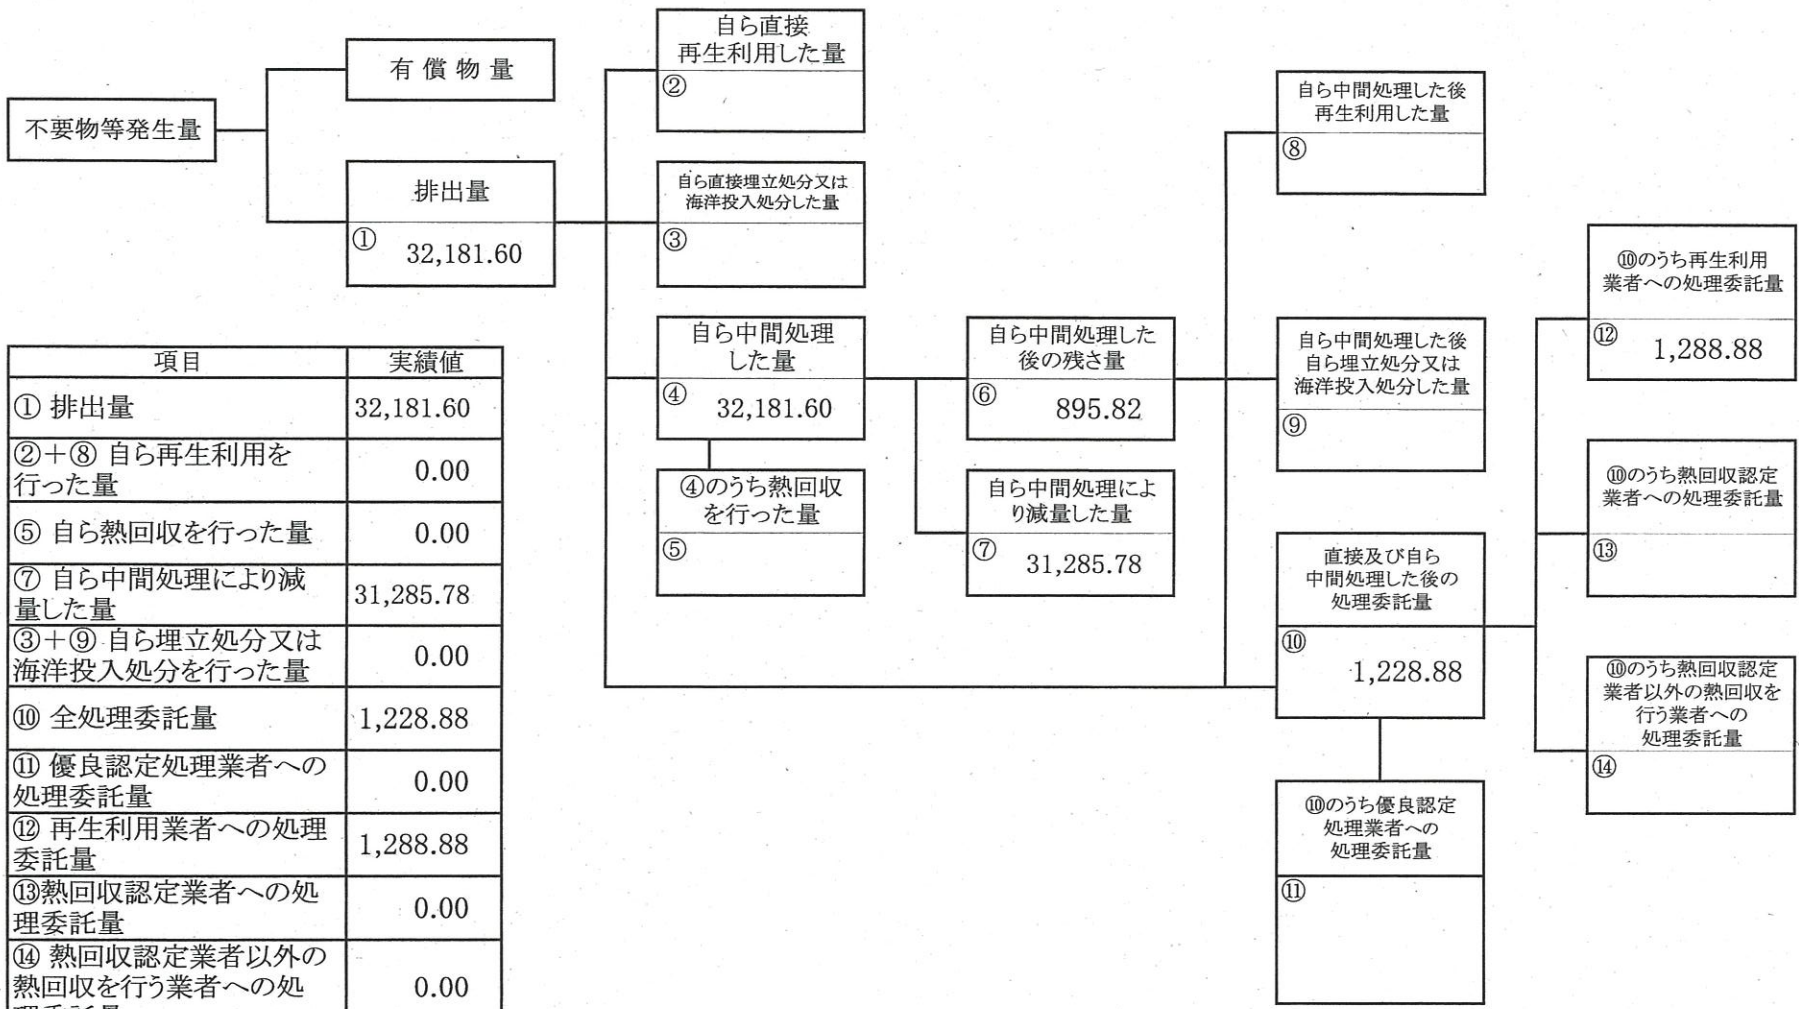 不要物等発生量
有償物量
排出量
①
32,181.60
自ら直接
再生利用した量
②
自ら直接埋立処分又は
海洋投入処分した量
③
自ら中間処理
した量
④
32,181.60
④のうち熱回収
を行った量
⑤
自ら中間処理した
後の残さ量
⑥
895.82
自ら中間処理によ
り減量した量
⑦
31,285.78
自ら中間処理した後
再生利用した量
⑧
自ら中間処理した後
自ら埋立処分又は
海洋投入処分した量
⑨
直接及び自ら
中間処理した後の
処理委託量
⑩
1,228.88
⑩のうち優良認定
処理業者への
処理委託量
⑪
⑩のうち再生利用
業者への処理委託量
⑫
1,288.88
⑩のうち熱回収認定
業者への処理委託量
⑬
⑩のうち熱回収認定
業者以外の熱回収を
行う業者への
処理委託量
⑭
項目 実績値
① 排出量 32,181.60
②+⑧ 自ら再生利用を
行った量 0.00
⑤ 自ら熱回収を行った量 0.00
⑦ 自ら中間処理により減
量した量 31,285.78
③+⑨ 自ら埋立処分又は
海洋投入処分を行った量 0.00
⑩ 全処理委託量 1,228.88
⑪ 優良認定処理業者への
処理委託量 0.00
⑫ 再生利用業者への処理
委託量 1,288.88
⑬熱回収認定業者への処
理委託量 0.00
⑭ 熱回収認定業者以外の
熱回収を行う業者への処 0.00